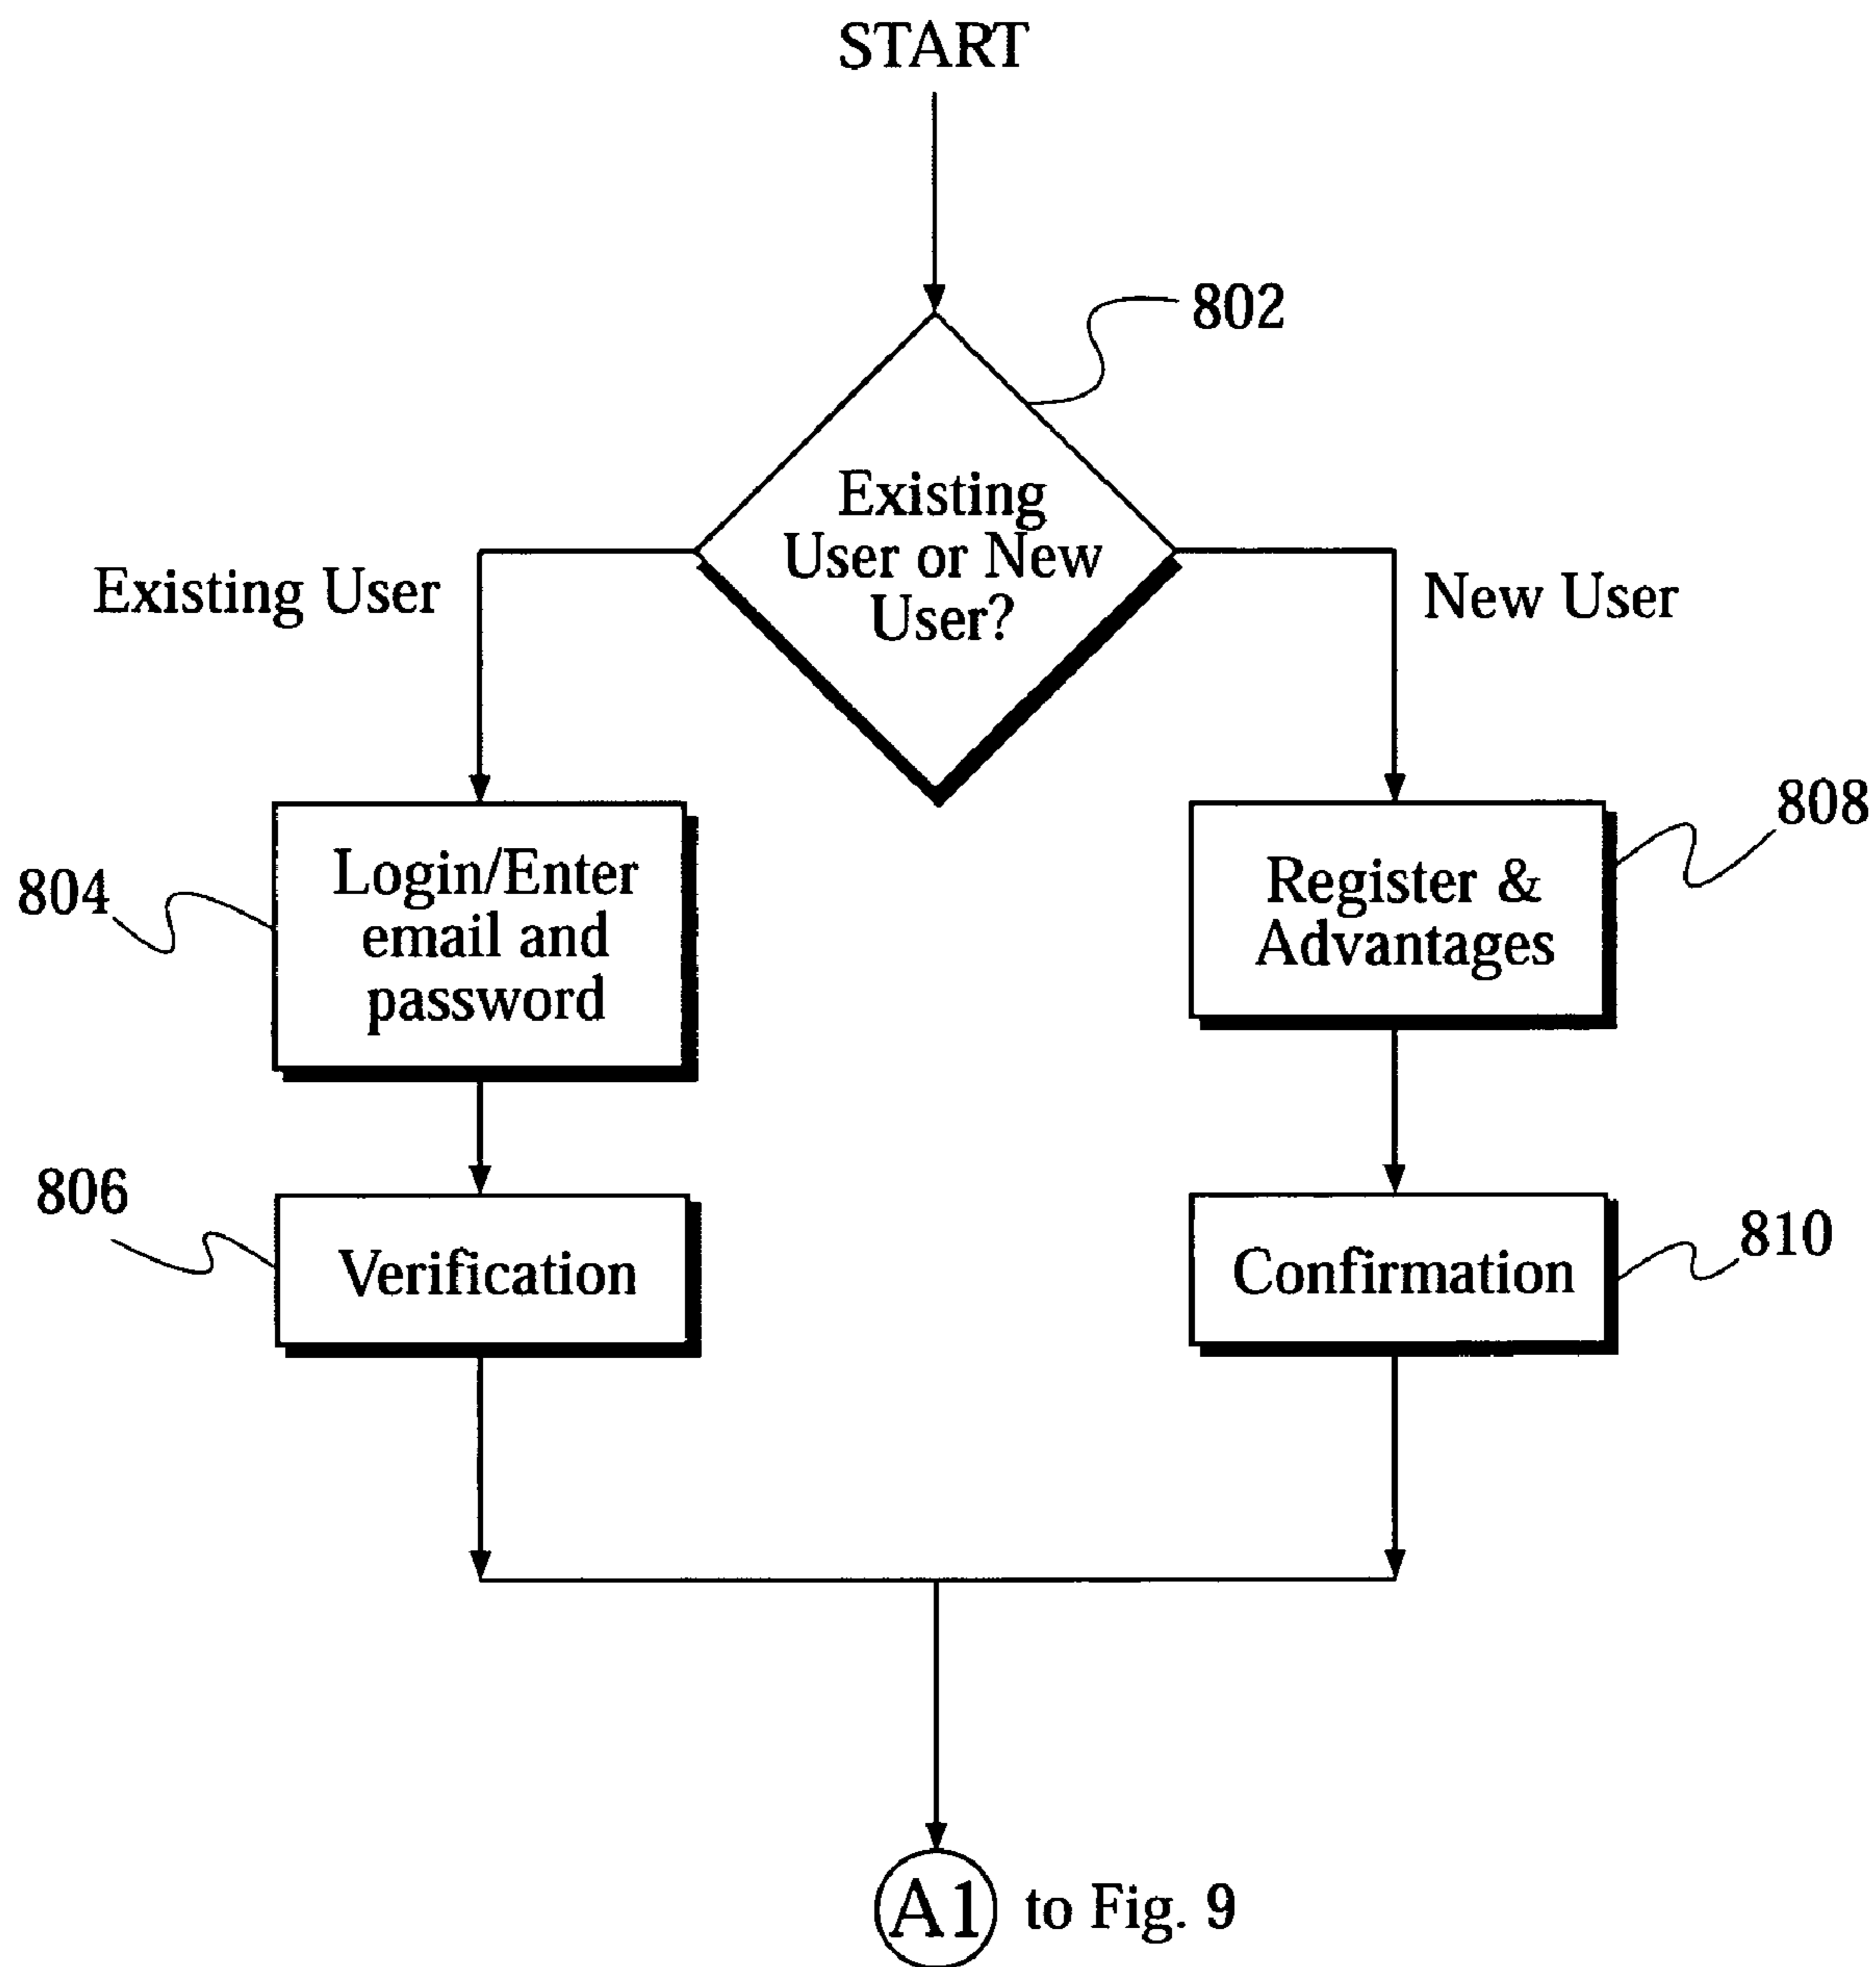 START
802
Existing
User or New
User?
Existing User
New User
804
Login/Enter
email and
password
808
Register &
Advantages
806
Verification
810
Confirmation
A1 to Fig. 9